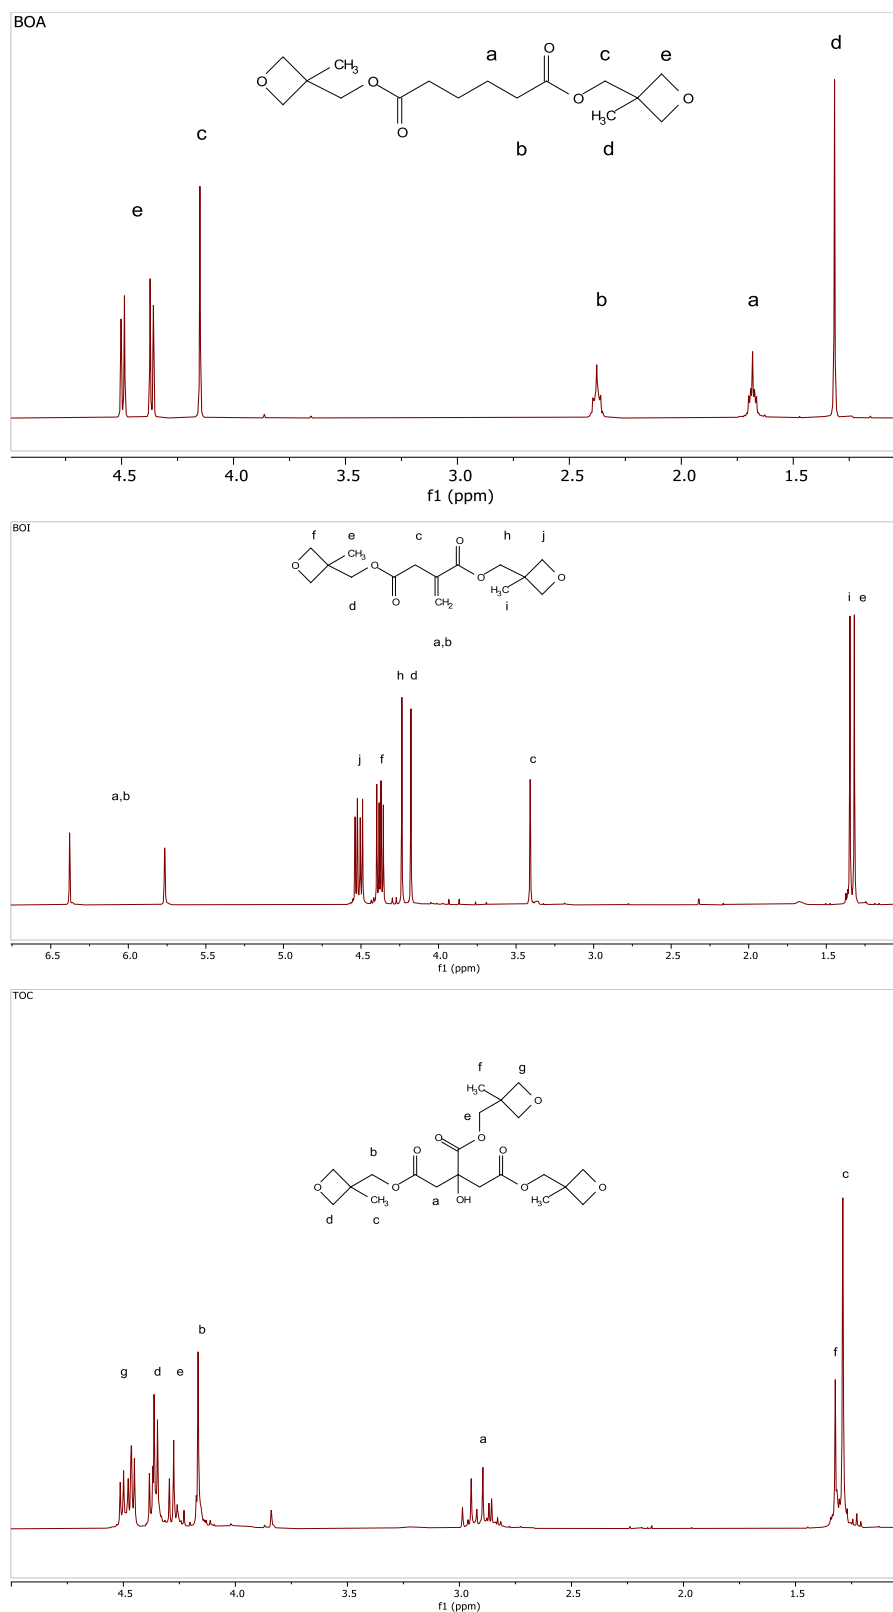 BOA
a c e d
O CH3 O O
O O
O H3C
c
b d
e
b a
4.5 4.0 3.5 3.0 2.5 2.0 1.5
f1 (ppm)
BOI
f e c h j
O CH3 O O
O O O
O CH2 H3C
d i
i e
a,b
h d
j f c
a,b
6.5 6.0 5.5 5.0 4.5 4.0 3.5 3.0 2.5 2.0 1.5
f1 (ppm)
TOC
f g
H3C
O
e
O O
b O O
c
O O O O
OH
CH3 H3C
a
d c
b
f
g d e
a
4.5 4.0 3.5 3.0 2.5 2.0 1.5
f1 (ppm)